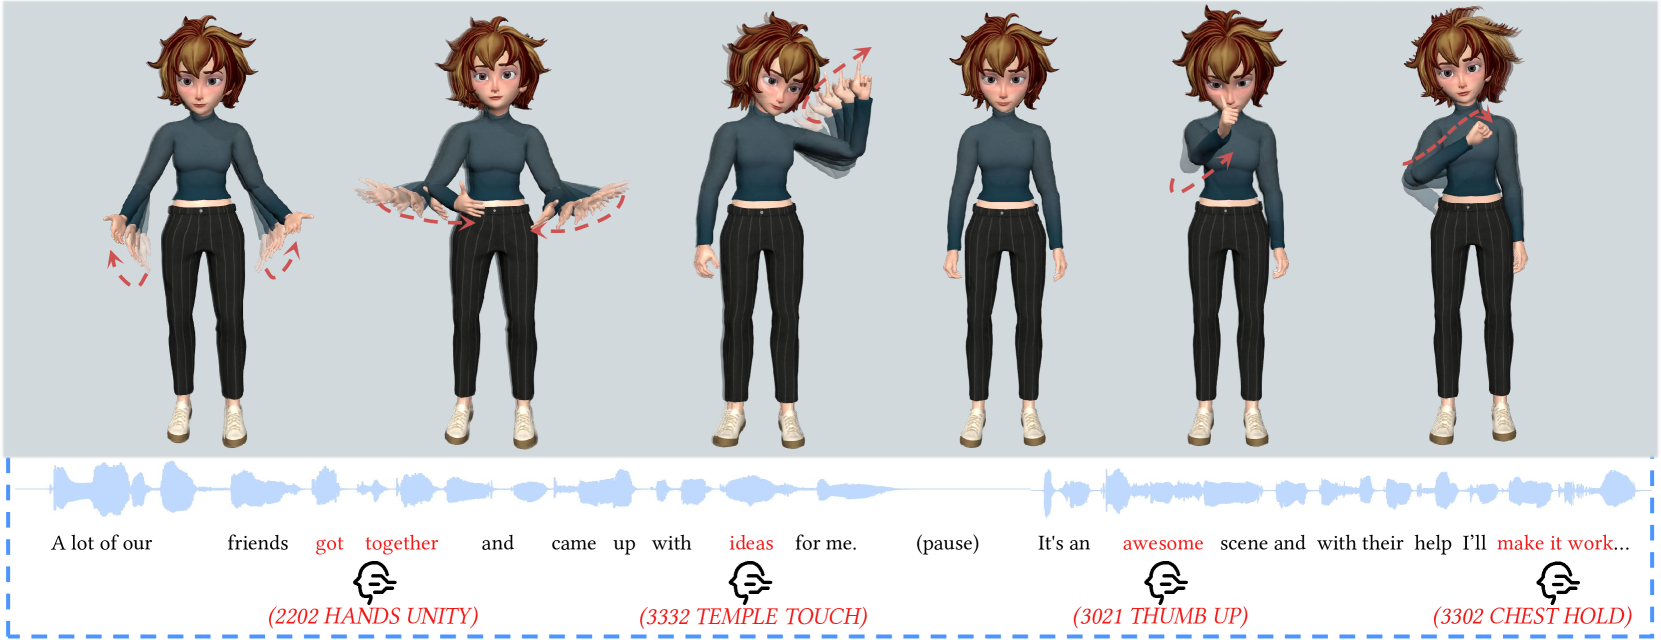 A lot of our friends got together and came up with ideas for me. (pause) It's an awesome scene and with their help I’ll make it work...
(2202 HANDS UNITY) (3332 TEMPLE TOUCH) (3021 THUMB UP) (3302 CHEST HOLD)